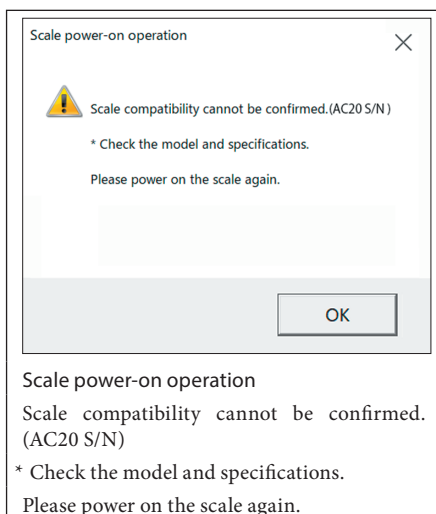 Scale power-on operation
Scale compatibility cannot be confirmed.(AC20 S/N )
* Check the model and specifications.
Please power on the scale again.
OK
Scale power-on operation
Scale compatibility cannot be confirmed.
(AC20 S/N)
* Check the model and specifications.
Please power on the scale again.